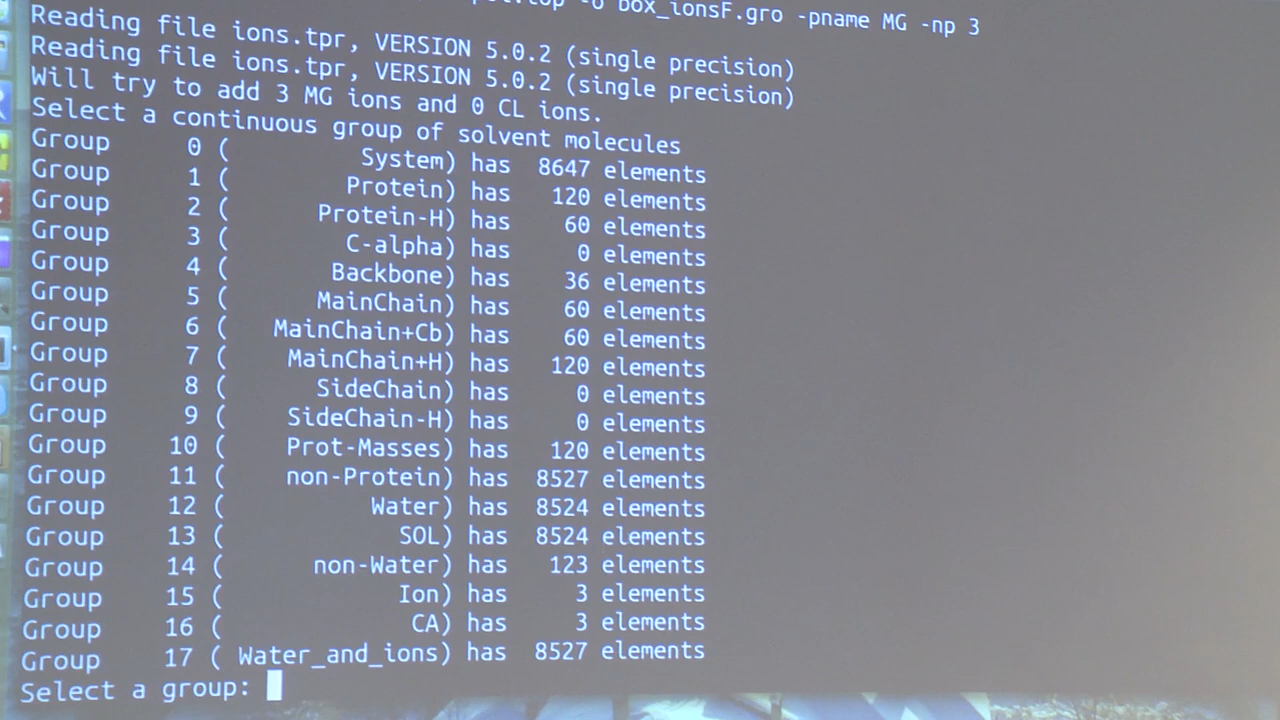 -o box_ionsF.gro -pname MG -np 3
Reading file ions.tpr, VERSION 5.0.2 (single precision)
Reading file ions.tpr, VERSION 5.0.2 (single precision)
Will try to add 3 MG ions and 0 CL ions.
Select a continuous group of solvent molecules
Group 0 ( System) has 8647 elements
Group 1 ( Protein) has 120 elements
Group 2 ( Protein-H) has 60 elements
Group 3 ( C-alpha) has 0 elements
Group 4 ( Backbone) has 36 elements
Group 5 ( MainChain) has 60 elements
Group 6 ( MainChain+Cb) has 60 elements
Group 7 ( MainChain+H) has 120 elements
Group 8 ( SideChain) has 0 elements
Group 9 ( SideChain-H) has 0 elements
Group 10 ( Prot-Masses) has 120 elements
Group 11 ( non-Protein) has 8527 elements
Group 12 ( Water) has 8524 elements
Group 13 ( SOL) has 8524 elements
Group 14 ( non-Water) has 123 elements
Group 15 ( Ion) has 3 elements
Group 16 ( CA) has 3 elements
Group 17 ( Water_and_ions) has 8527 elements
Select a group: